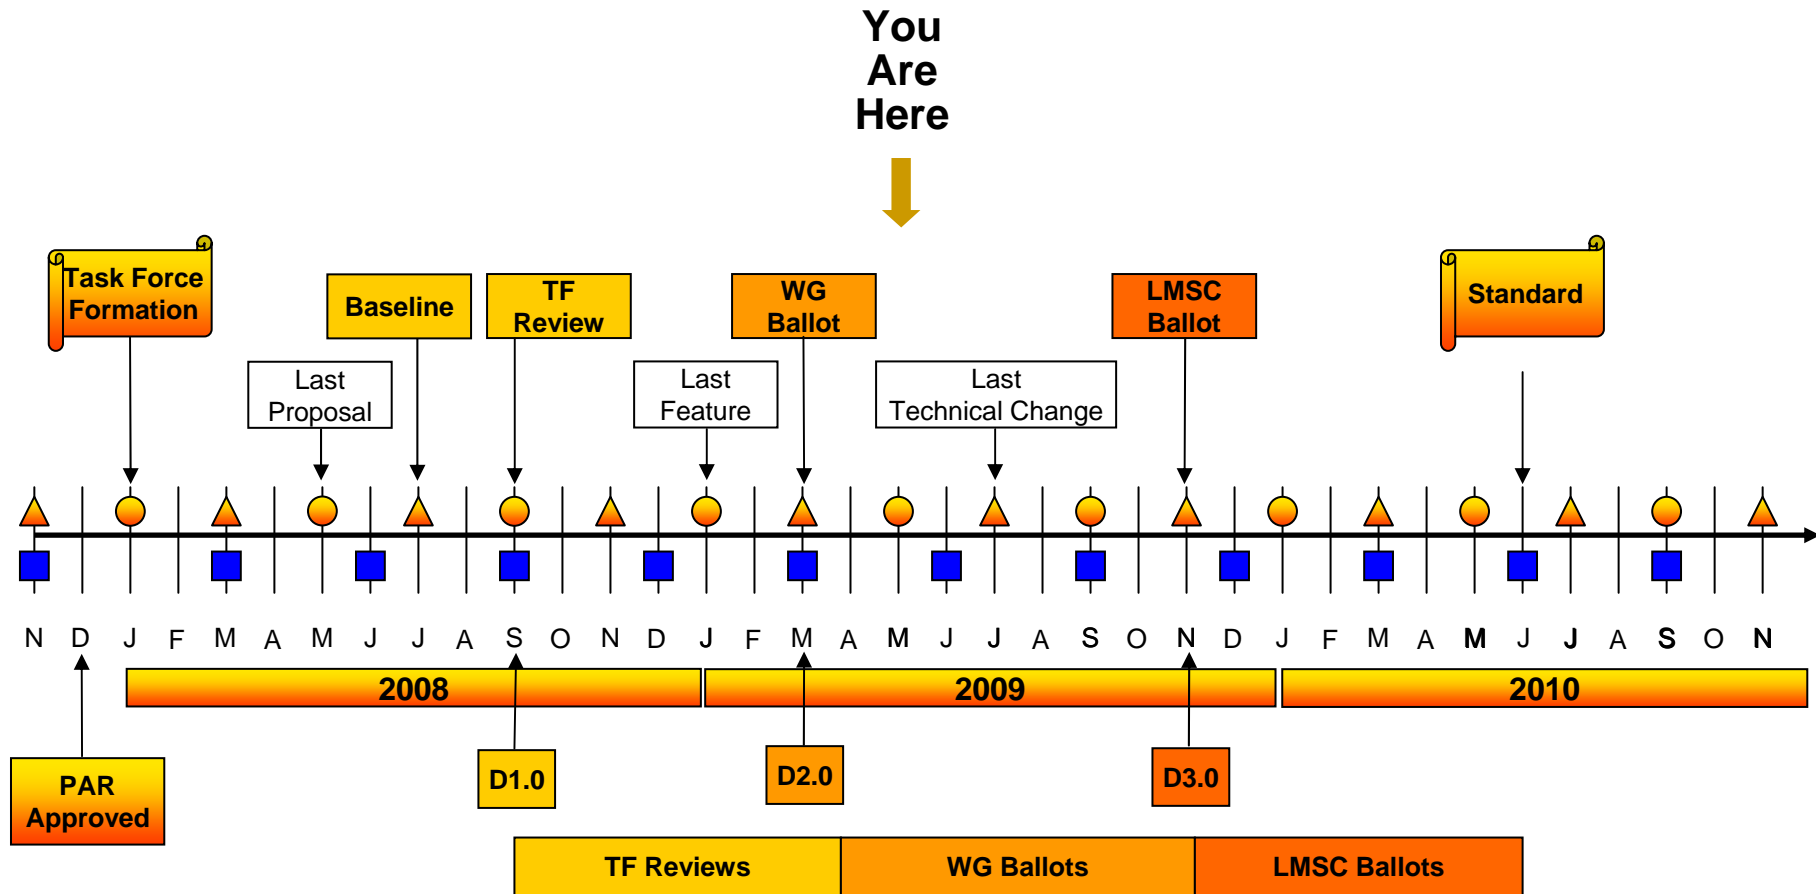 You
Are
Here
Task Force
Formation
Baseline
TF
Review
WG
Ballot
LMSC
Ballot
Standard
Last
Proposal
Last
Feature
Last
Technical Change
N D J F M A M J J A S O N D J F M A M J J A S O N D J F M A M J J A S O N
2008 2009 2010
PAR
Approved
D1.0
D2.0
D3.0
TF Reviews WG Ballots LMSC Ballots